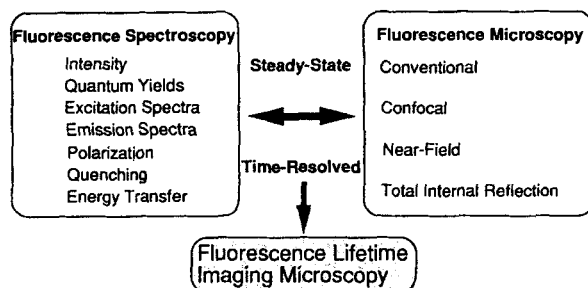 Fluorescence Spectroscopy
Intensity
Quantum Yields
Excitation Spectra
Emission Spectra
Polarization
Quenching
Energy Transfer
Steady-State
Time-Resolved
Fluorescence Microscopy
Conventional
Confocal
Near-Field
Total Internal Reflection
Fluorescence Lifetime
Imaging Microscopy